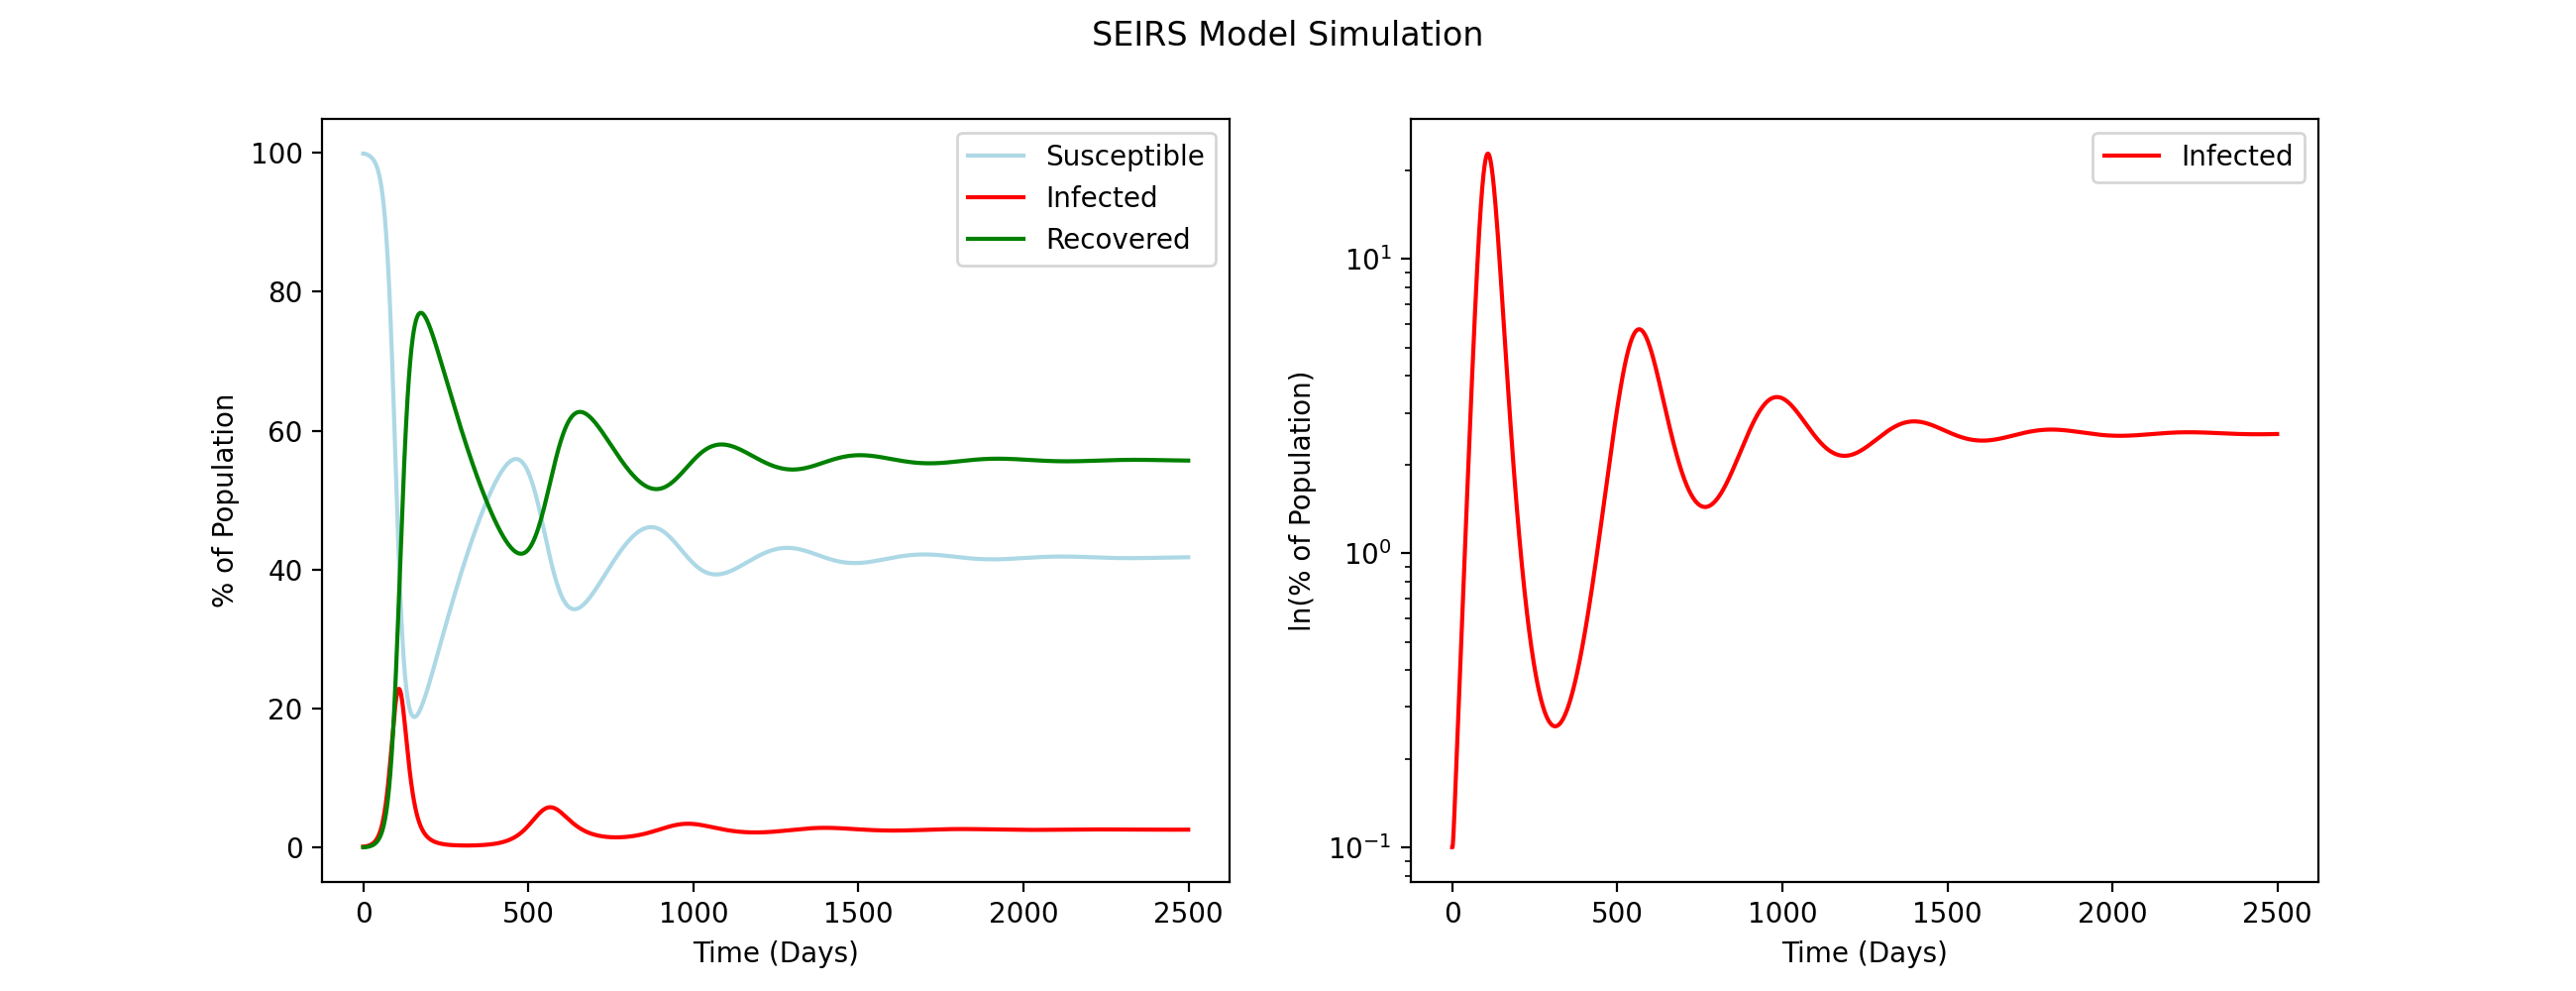 SEIRS Model Simulation
% of Population
100
80
60
40
20
0
0 500 1000 1500 2000 2500
Time (Days)
Susceptible
Infected
Recovered
ln(% of Population)
10¹
10⁰
10⁻¹
0 500 1000 1500 2000 2500
Time (Days)
Infected